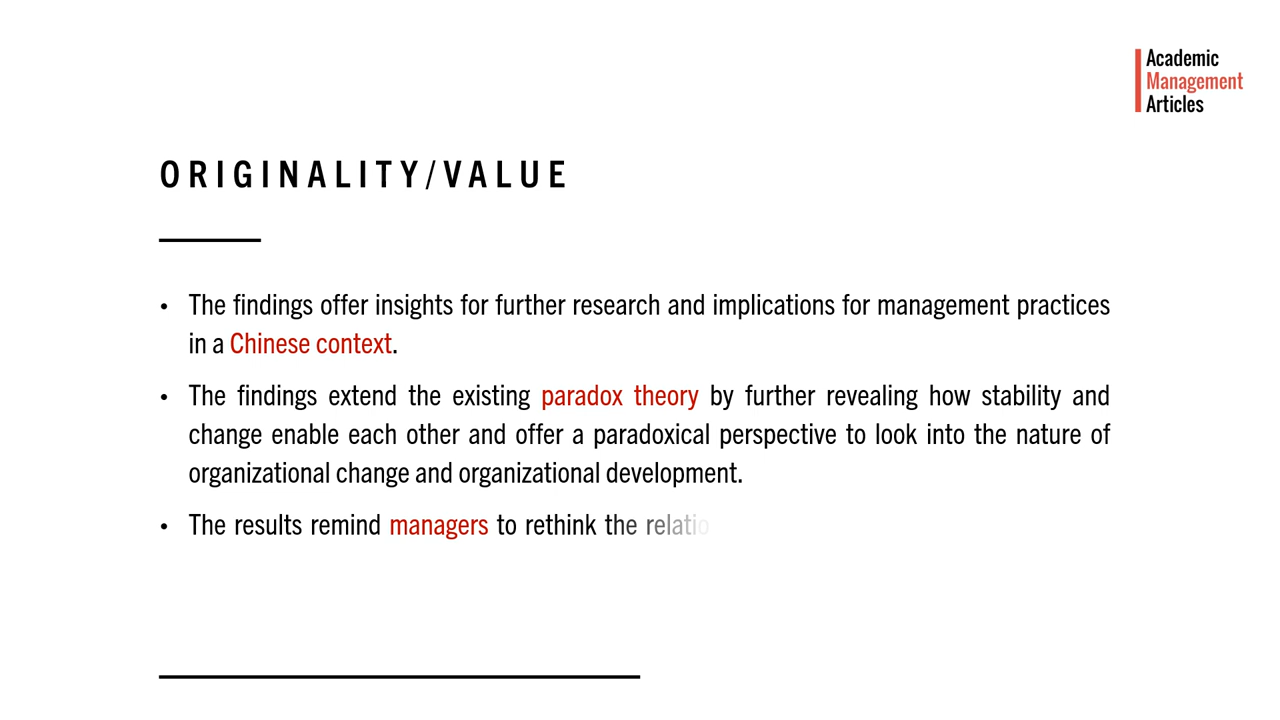 Academic
Management
Articles
ORIGINALITY/VALUE
• The findings offer insights for further research and implications for management practices
in a Chinese context.
• The findings extend the existing paradox theory by further revealing how stability and
change enable each other and offer a paradoxical perspective to look into the nature of
organizational change and organizational development.
• The results remind managers to rethink the relatio